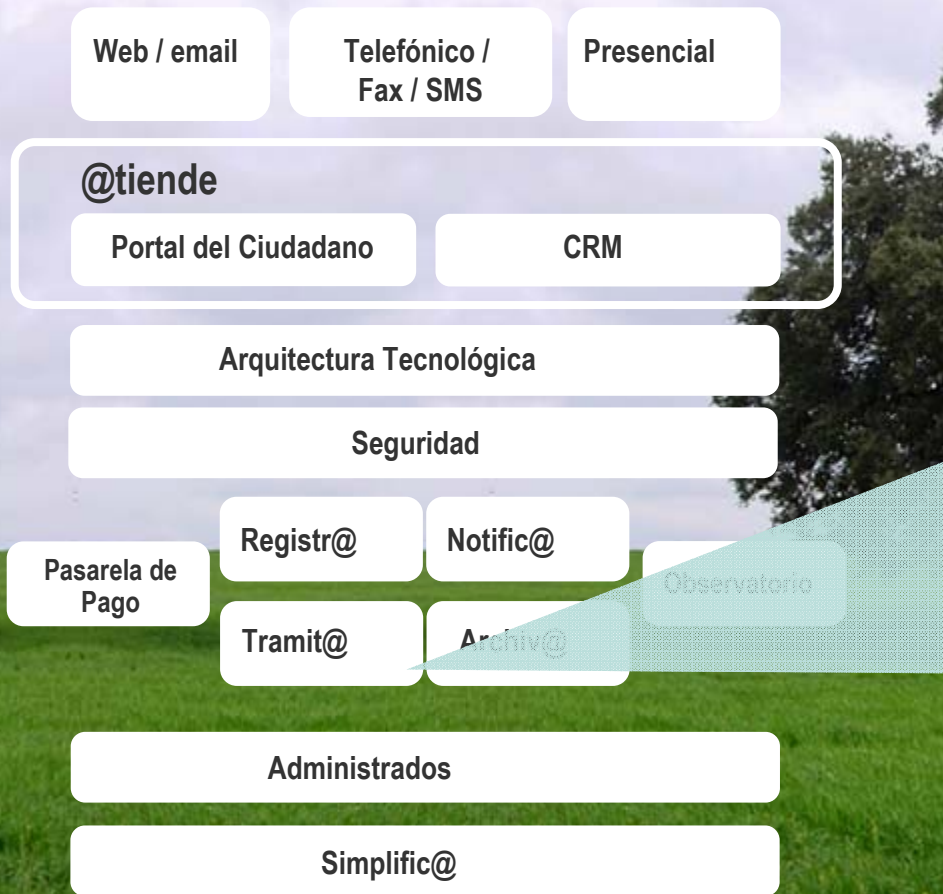 Web / email
Telefónico /
Fax / SMS
Presencial
@tiende
Portal del Ciudadano
CRM
Arquitectura Tecnológica
Seguridad
Registr@
Notific@
Pasarela de
Pago
Observatorio
Tramit@
Archiv@
Administrados
Simplific@